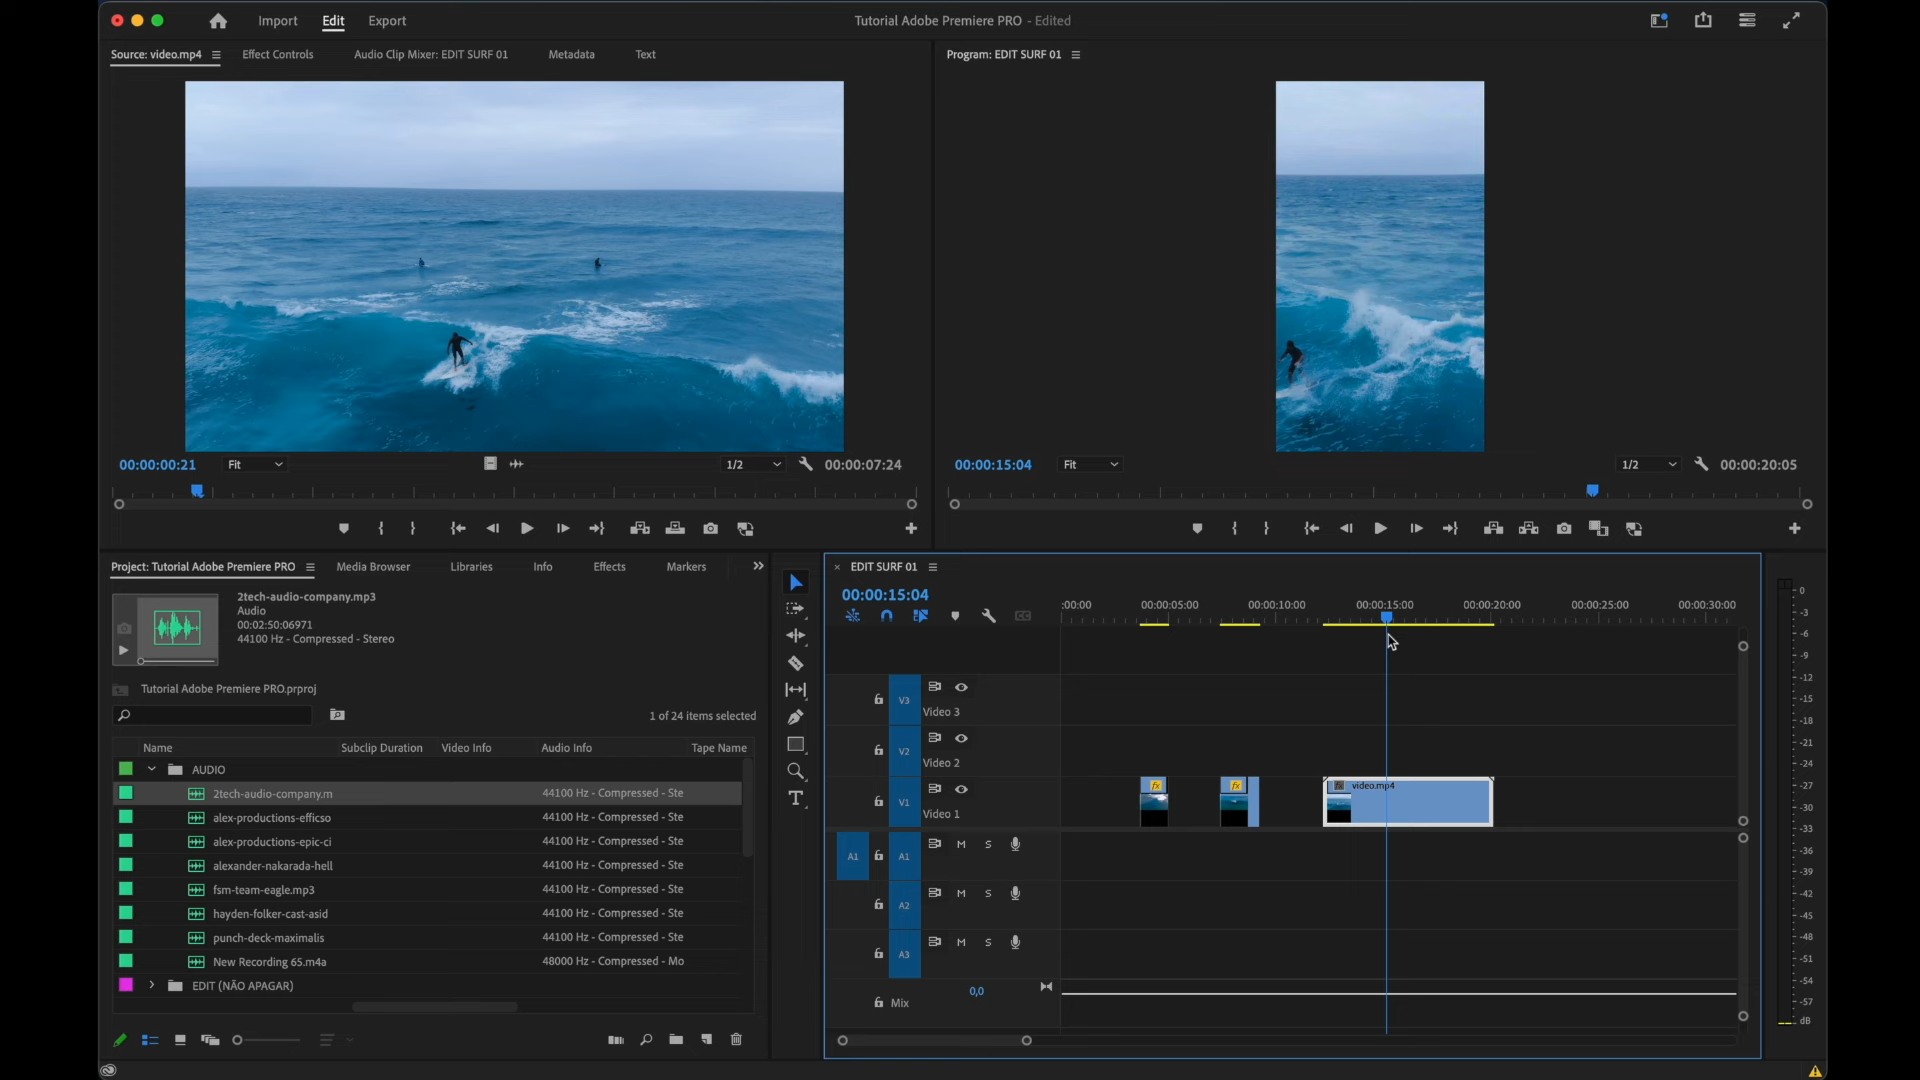 Import Edit Export
Tutorial Adobe Premiere PRO - Edited
Source: video.mp4 Effect Controls Audio Clip Mixer: EDIT SURF 01 Metadata Text
Program: EDIT SURF 01
00:00:00:21 Fit 1/2 00:00:07:24
00:00:15:04 Fit 1/2 00:00:20:05
Project: Tutorial Adobe Premiere PRO Media Browser Libraries Info Effects Markers
2tech-audio-company.mp3
Audio
00:02:50:06971
44100 Hz - Compressed - Stereo
Tutorial Adobe Premiere PRO.prproj
1 of 24 items selected
Name Subclip Duration Video Info Audio Info Tape Name
AUDIO
2tech-audio-company.m 44100 Hz - Compressed - Ste
alex-productions-efficso 44100 Hz - Compressed - Ste
alex-productions-epic-ci 44100 Hz - Compressed - Ste
alexander-nakarada-hell 44100 Hz - Compressed - Ste
fsm-team-eagle.mp3 44100 Hz - Compressed - Ste
hayden-folker-cast-asid 44100 Hz - Compressed - Ste
punch-deck-maximalis 44100 Hz - Compressed - Ste
New Recording 65.m4a 48000 Hz - Compressed - Mo
EDIT (NÃO APAGAR)
EDIT SURF 01
00:00:15:04
:00:00 00:00:05:00 00:00:10:00 00:00:15:00 00:00:20:00 00:00:25:00 00:00:30:00
V3
Video 3
V2
Video 2
V1
Video 1
fx fx fx video.mp4
A1 A1 M S
A2 M S
A3 M S
Mix 0,0
0
-3
-6
-9
-12
-15
-18
-21
-24
-27
-30
-33
-36
-39
-42
-45
-48
-51
-54
-57
dB